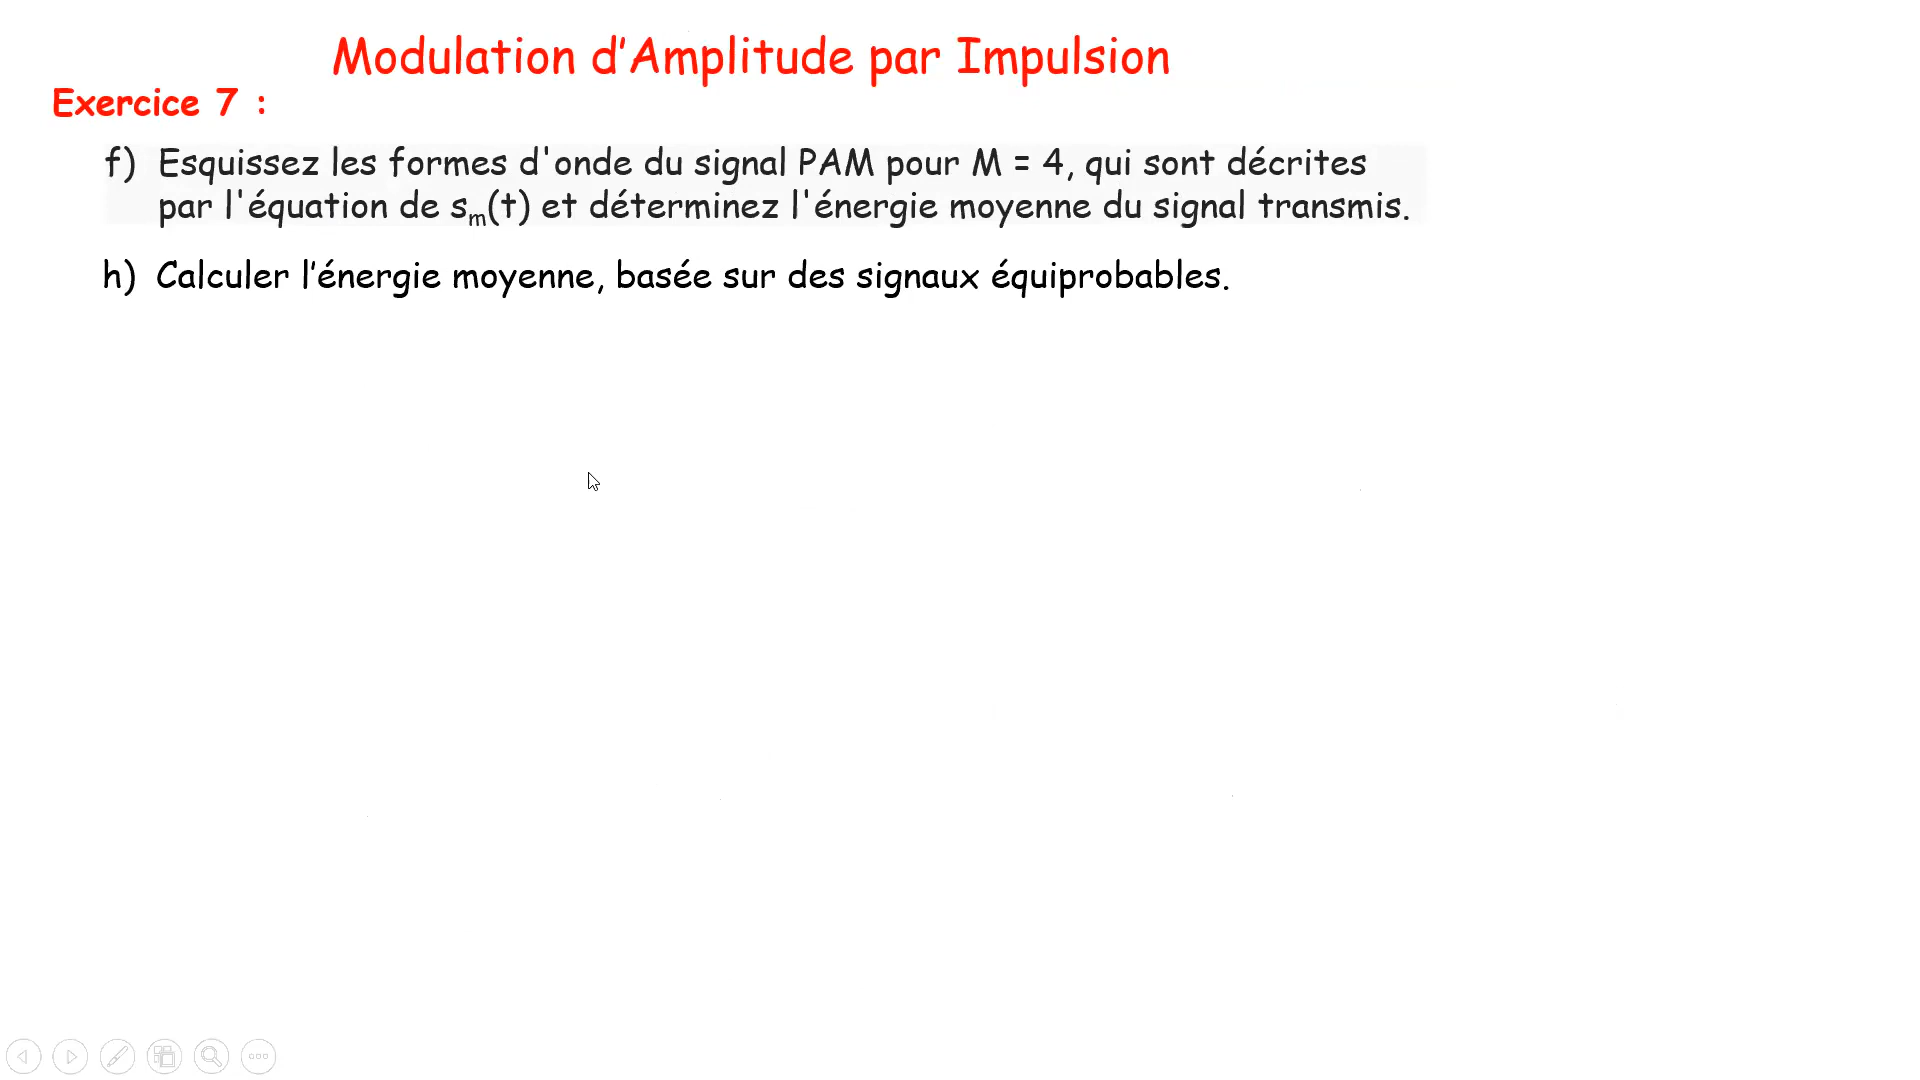 Modulation d’Amplitude par Impulsion
Exercice 7 :
f) Esquissez les formes d'onde du signal PAM pour M = 4, qui sont décrites
par l'équation de sm(t) et déterminez l'énergie moyenne du signal transmis.
h) Calculer l’énergie moyenne, basée sur des signaux équiprobables.